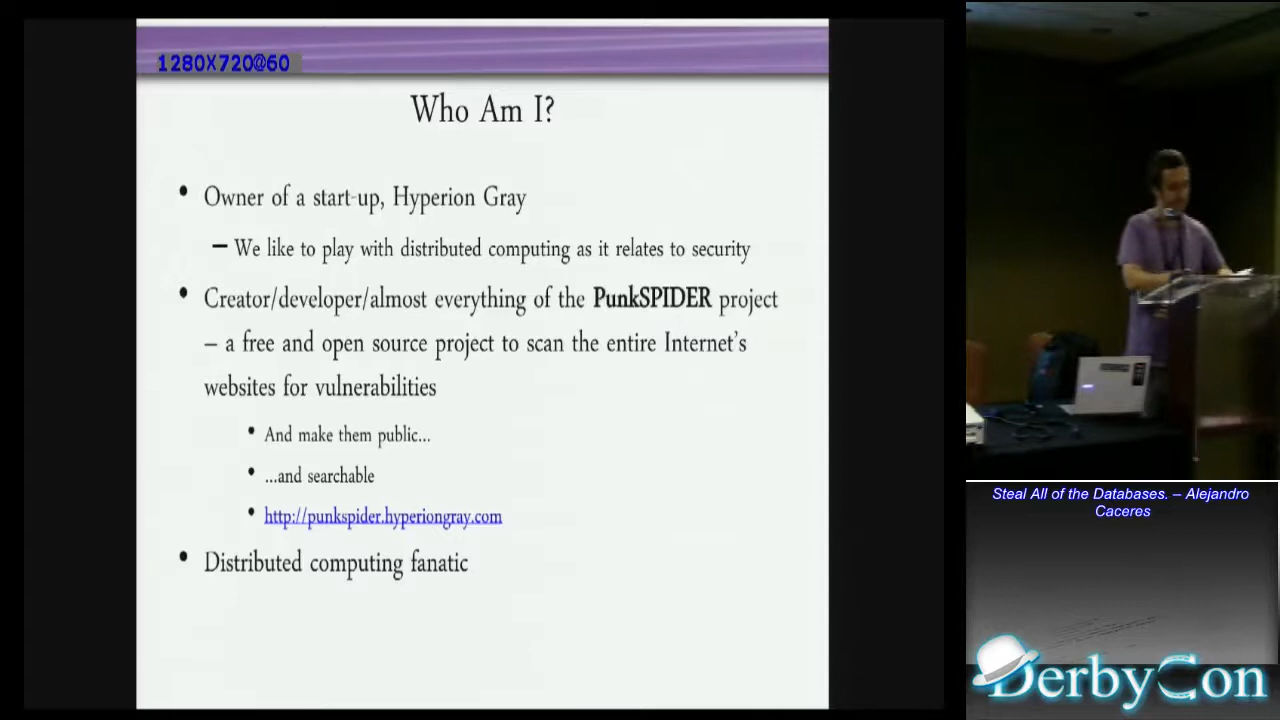 1280X720@60
Who Am I?
• Owner of a start-up, Hyperion Gray
– We like to play with distributed computing as it relates to security
• Creator/developer/almost everything of the PunkSPIDER project
– a free and open source project to scan the entire Internet's
websites for vulnerabilities
• And make them public...
• ...and searchable
• http://punkspider.hyperiongray.com
• Distributed computing fanatic
Steal All of the Databases. – Alejandro
Caceres
DerbyCon